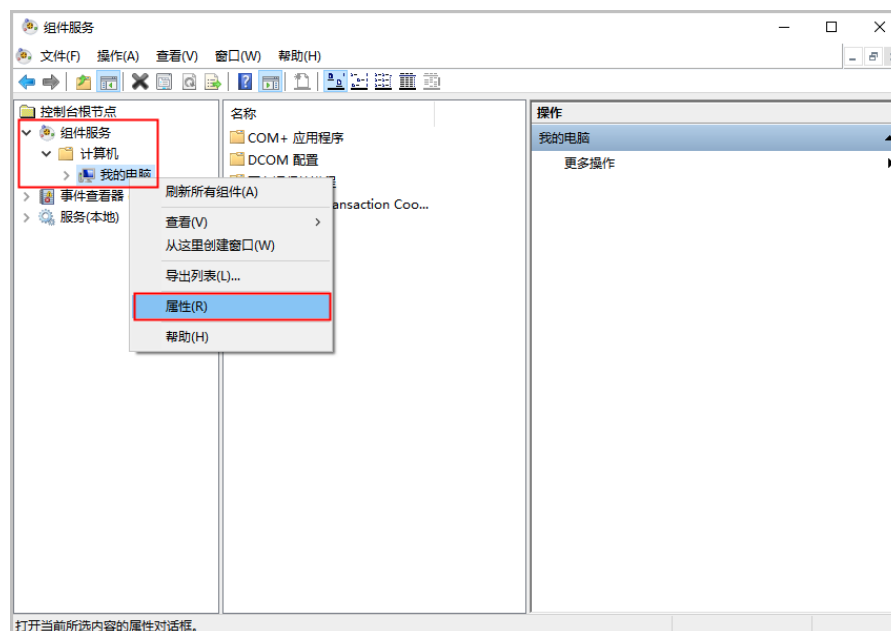 组件服务
文件(F) 操作(A) 查看(V) 窗口(W) 帮助(H)
控制台根节点
组件服务
计算机
我的电脑
事件查看器
服务(本地)
名称
COM+ 应用程序
DCOM 配置
ansaction Coo...
刷新所有组件(A)
查看(V)
从这里创建窗口(W)
导出列表(L)...
属性(R)
帮助(H)
操作
我的电脑
更多操作
打开当前所选内容的属性对话框。